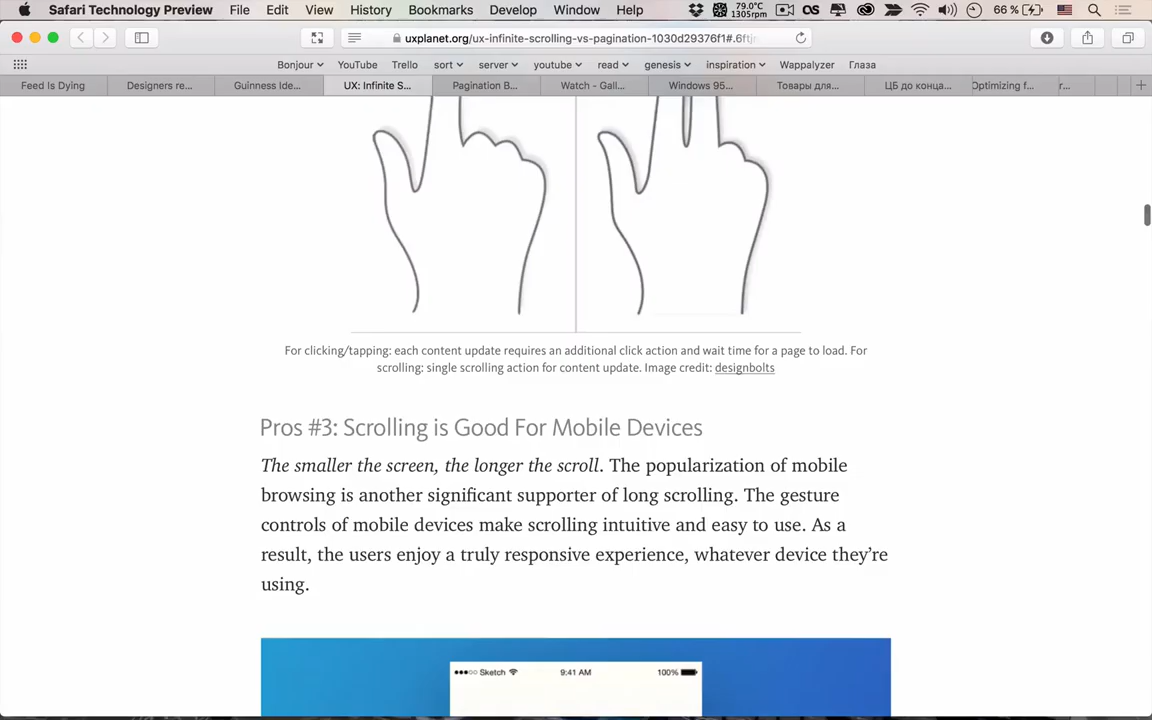 Safari Technology Preview File Edit View History Bookmarks Develop Window Help 79.0°C 1305rpm 66 %
uxplanet.org/ux-infinite-scrolling-vs-pagination-1030d29376f1#.6ftj
Bonjour YouTube Trello sort server youtube read genesis inspiration Wappalyzer Глаза
Feed Is Dying Designers re... Guinness Ide... UX: Infinite S... Pagination B... Watch - Gall... Windows 95... Товары для... ЦБ до конца... Optimizing f... r...
For clicking/tapping: each content update requires an additional click action and wait time for a page to load. For
scrolling: single scrolling action for content update. Image credit: designbolts
Pros #3: Scrolling is Good For Mobile Devices
The smaller the screen, the longer the scroll. The popularization of mobile
browsing is another significant supporter of long scrolling. The gesture
controls of mobile devices make scrolling intuitive and easy to use. As a
result, the users enjoy a truly responsive experience, whatever device they're
using.
Sketch 9:41 AM 100%